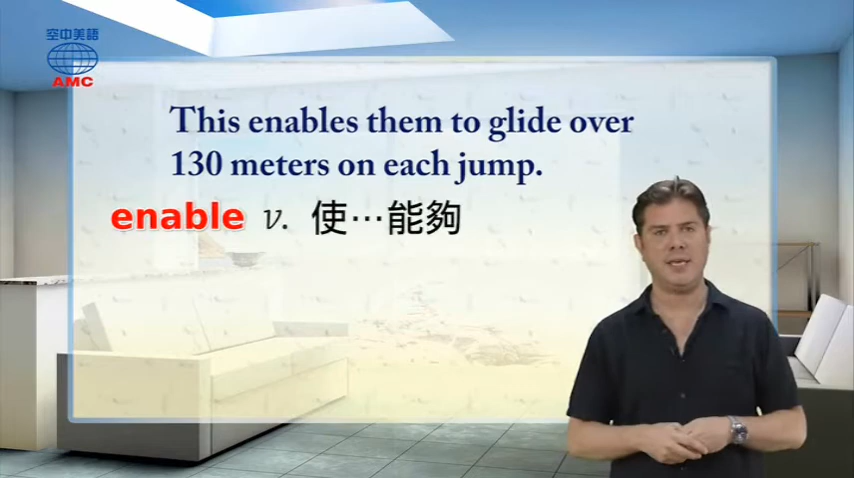 空中美語
AMC
This enables them to glide over
130 meters on each jump.
enable v. 使…能夠